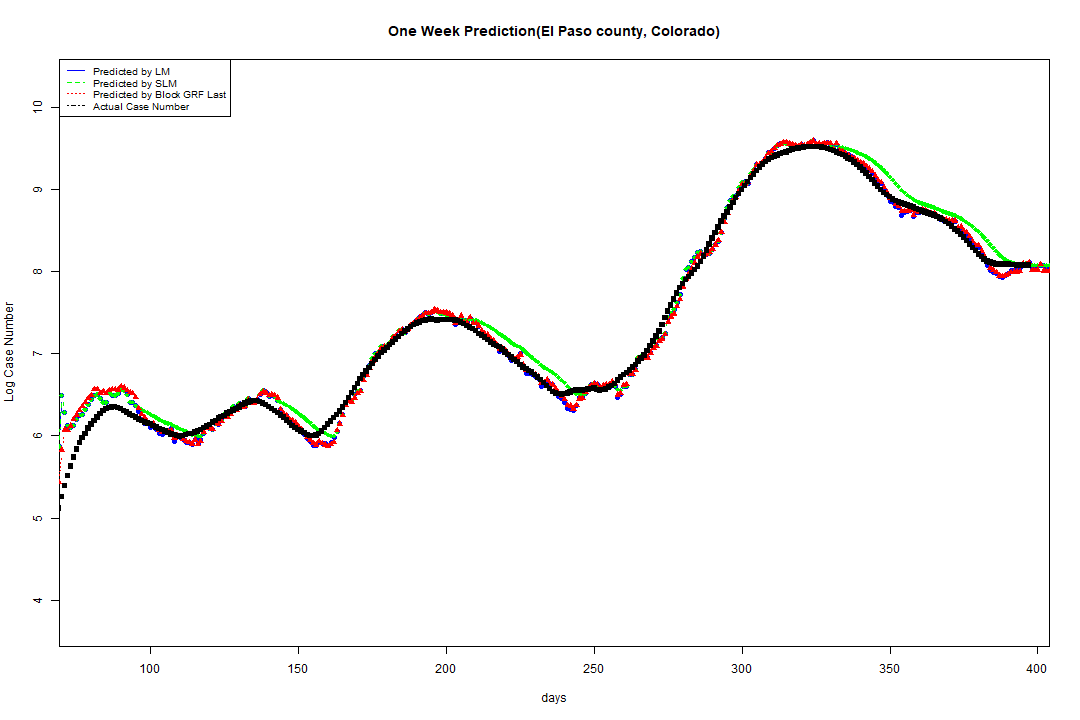 One Week Prediction(El Paso county, Colorado)
Predicted by LM
Predicted by SLM
Predicted by Block GRF Last
Actual Case Number
Log Case Number
10
9
8
7
6
5
4
100 150 200 250 300 350 400
days